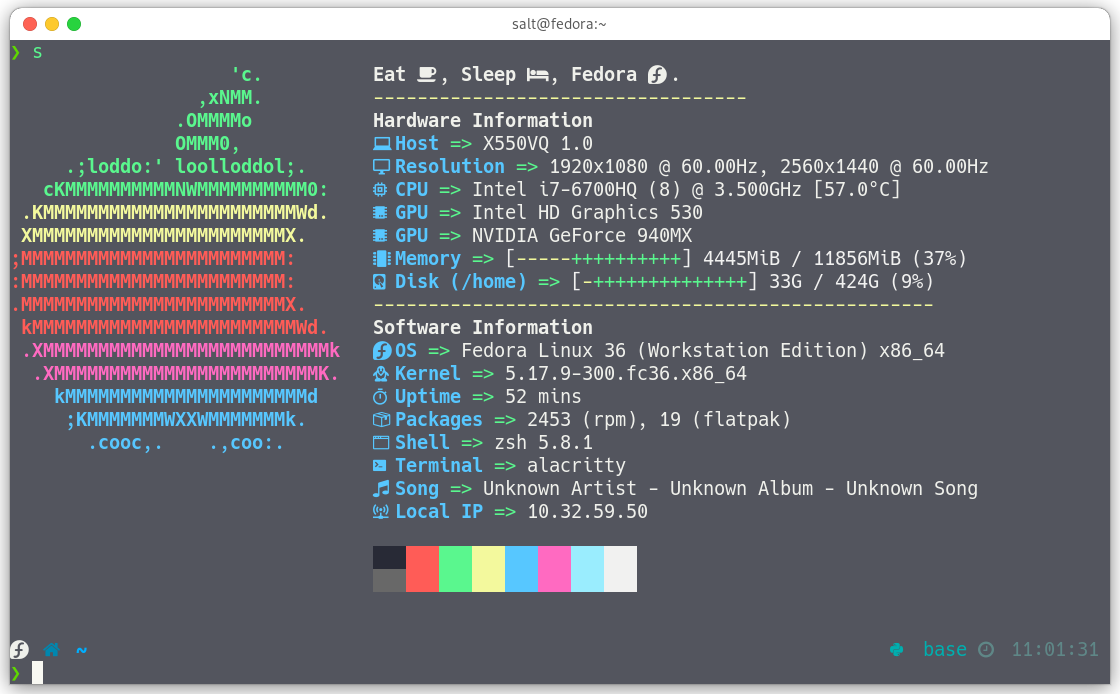 salt@fedora:~
❯ s
'c.
,xNMM.
.OMMMMo
OMMM0,
.;loddo:' loolloddol;.
cKMMMMMMMMMMNWMMMMMMMMMM0:
.KMMMMMMMMMMMMMMMMMMMMMMMWd.
XMMMMMMMMMMMMMMMMMMMMMMMX.
;MMMMMMMMMMMMMMMMMMMMMMMM:
:MMMMMMMMMMMMMMMMMMMMMMMM:
.MMMMMMMMMMMMMMMMMMMMMMMMX.
kMMMMMMMMMMMMMMMMMMMMMMMMWd.
.XMMMMMMMMMMMMMMMMMMMMMMMMMMk
.XMMMMMMMMMMMMMMMMMMMMMMMMK.
kMMMMMMMMMMMMMMMMMMMMMMd
;KMMMMMMMWXXWMMMMMMMk.
.cooc,.    .,coo:.
Eat , Sleep , Fedora .
----------------------------------
Hardware Information
Host => X550VQ 1.0
Resolution => 1920x1080 @ 60.00Hz, 2560x1440 @ 60.00Hz
CPU => Intel i7-6700HQ (8) @ 3.500GHz [57.0°C]
GPU => Intel HD Graphics 530
GPU => NVIDIA GeForce 940MX
Memory => [-----++++++++++] 4445MiB / 11856MiB (37%)
Disk (/home) => [-++++++++++++++] 33G / 424G (9%)
---------------------------------------------------
Software Information
OS => Fedora Linux 36 (Workstation Edition) x86_64
Kernel => 5.17.9-300.fc36.x86_64
Uptime => 52 mins
Packages => 2453 (rpm), 19 (flatpak)
Shell => zsh 5.8.1
Terminal => alacritty
Song => Unknown Artist - Unknown Album - Unknown Song
Local IP => 10.32.59.50
~ base 11:01:31
❯